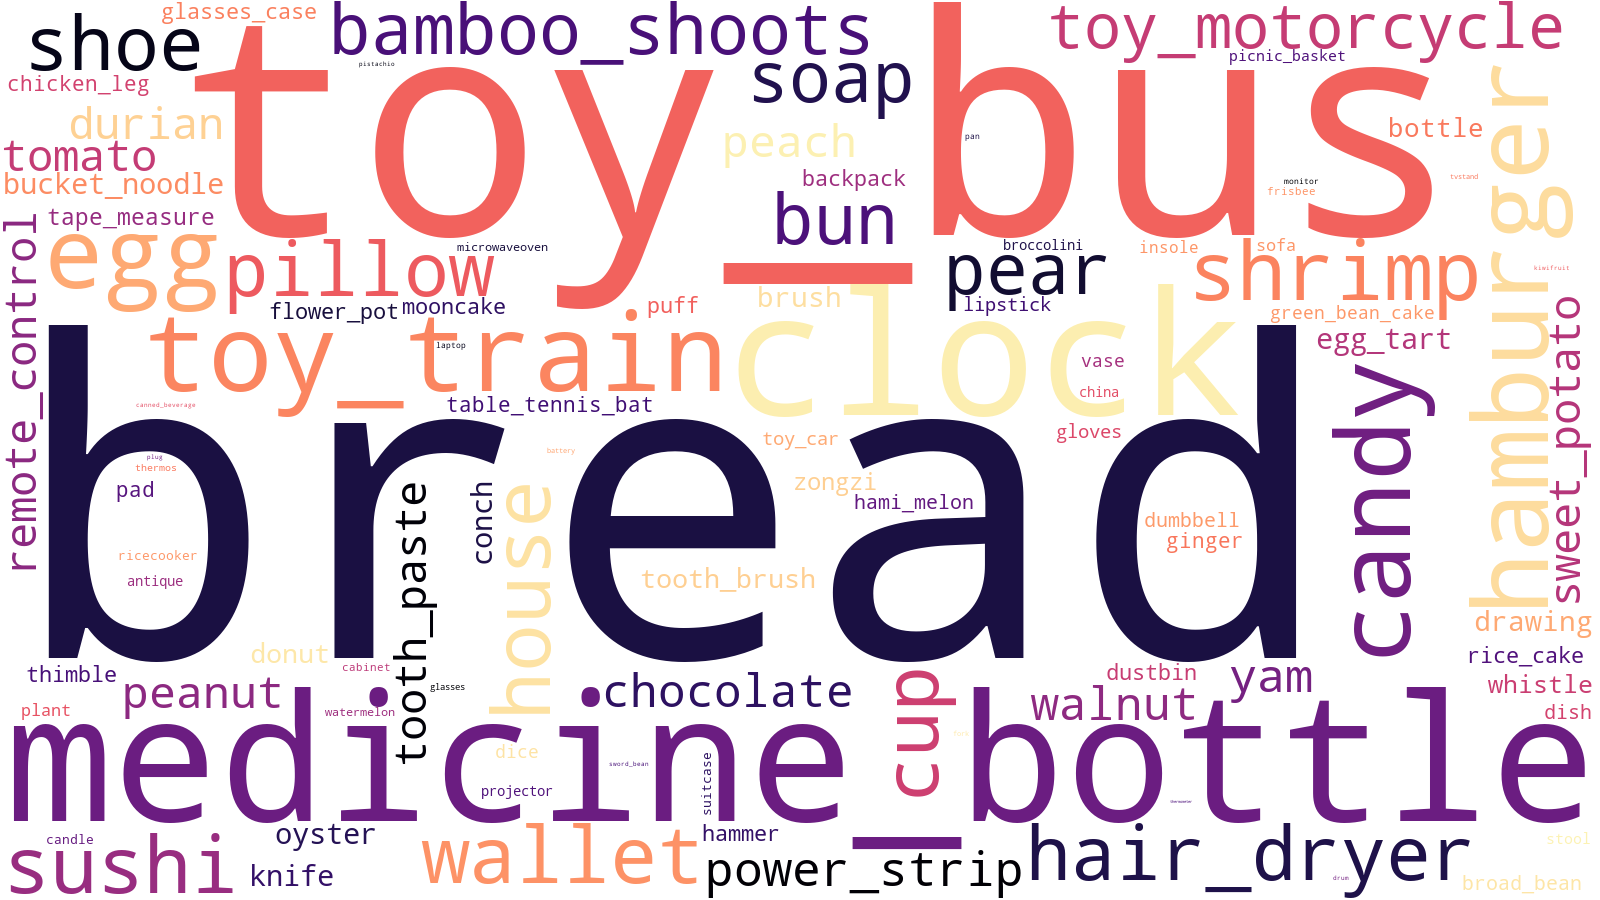 glasses_case
shoe
bamboo_shoots
toy_motorcycle
toy_bus
pistachio
soap
picnic_basket
chicken_leg
durian
peach
pan
bottle
hamburger
tomato
bucket_noodle
backpack
monitor
frisbee
tvstand
tape_measure
remote_control
egg
pillow
microwaveoven
bun
broccolini
pear
insole
sofa
shrimp
kiwifruit
flower_pot
mooncake
puff
brush
clock
lipstick
green_bean_cake
egg_tart
sweet_potato
toy_train
laptop
vase
china
candy
canned_beverage
table_tennis_bat
bread
toy_car
gloves
battery
plug
thermos
pad
tooth_paste
conch
house
zongzi
hami_melon
dumbbell
ginger
ricecooker
antique
tooth_brush
drawing
donut
rice_cake
thimble
cabinet
glasses
peanut
chocolate
cup
dustbin
walnut
yam
whistle
plant
watermelon
dish
medicine_bottle
dice
fork
sword_bean
projector
suitcase
thermometer
candle
sushi
oyster
knife
wallet
hammer
power_strip
hair_dryer
stool
drum
broad_bean